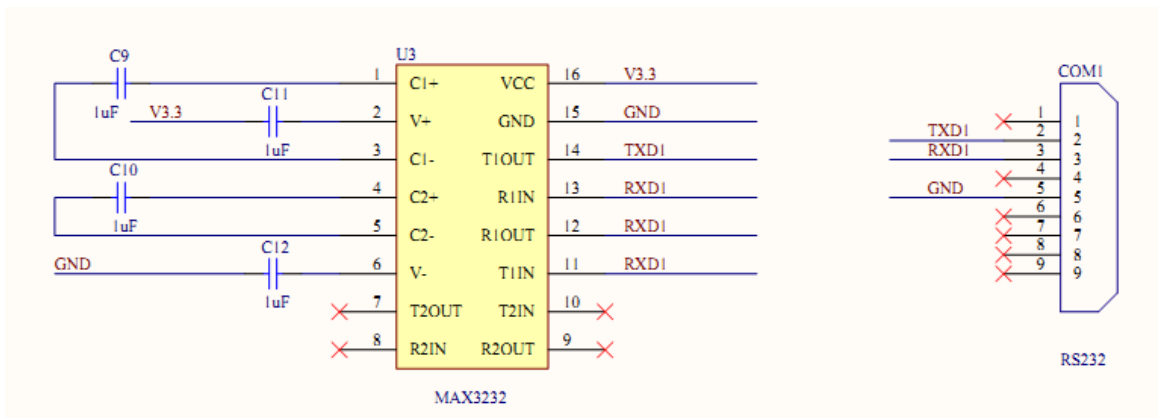 C9
1uF
V3.3
C11
1uF
C10
1uF
GND
C12
1uF
U3
1 C1+ VCC 16 V3.3
2 V+ GND 15 GND
3 C1- T1OUT 14 TXD1
4 C2+ R1IN 13 RXD1
5 C2- R1OUT 12 RXD1
6 V- T1IN 11 RXD1
7 T2OUT T2IN 10
8 R2IN R2OUT 9
MAX3232
COM1
1 1
TXD1 2 2
RXD1 3 3
4 4
GND 5 5
6 6
7 7
8 8
9 9
RS232